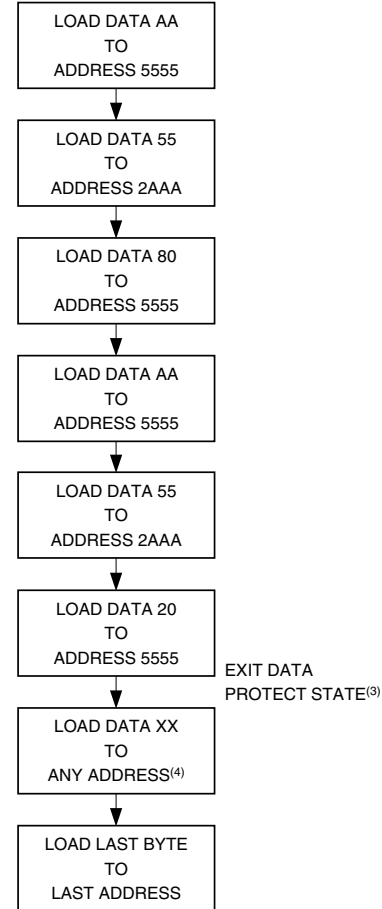 LOAD DATA AA
TO
ADDRESS 5555
LOAD DATA 55
TO
ADDRESS 2AAA
LOAD DATA 80
TO
ADDRESS 5555
LOAD DATA AA
TO
ADDRESS 5555
LOAD DATA 55
TO
ADDRESS 2AAA
LOAD DATA 20
TO
ADDRESS 5555
EXIT DATA
PROTECT STATE(3)
LOAD DATA XX
TO
ANY ADDRESS(4)
LOAD LAST BYTE
TO
LAST ADDRESS